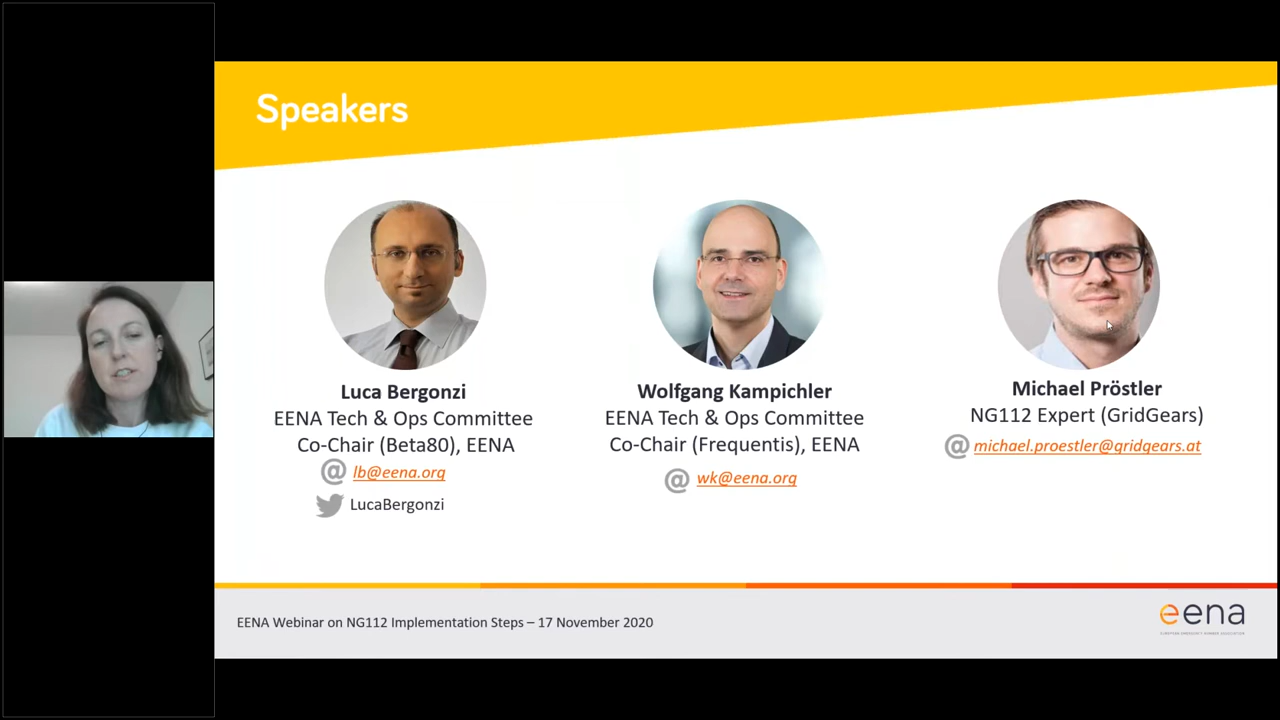 Speakers
Luca Bergonzi
EENA Tech & Ops Committee
Co-Chair (Beta80), EENA
@ lb@eena.org
LucaBergonzi
Wolfgang Kampichler
EENA Tech & Ops Committee
Co-Chair (Frequentis), EENA
@ wk@eena.org
Michael Pröstler
NG112 Expert (GridGears)
@ michael.proestler@gridgears.at
EENA Webinar on NG112 Implementation Steps – 17 November 2020
eena